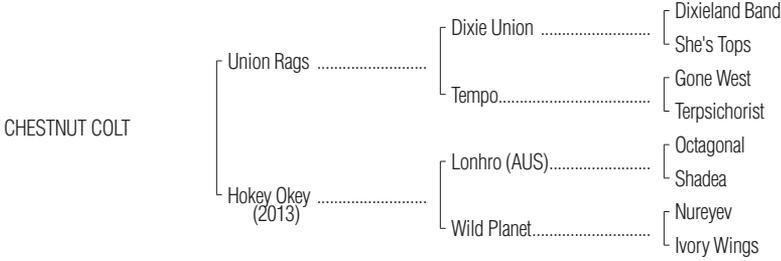 Dixieland Band
Dixie Union ..........................
She's Tops
Union Rags ..........................
Gone West
Tempo....................................
Terpsichorist
CHESTNUT COLT
Octagonal
Lonhro (AUS)........................
Shadea
Hokey Okey ..........................
(2013)
Nureyev
Wild Planet............................
Ivory Wings